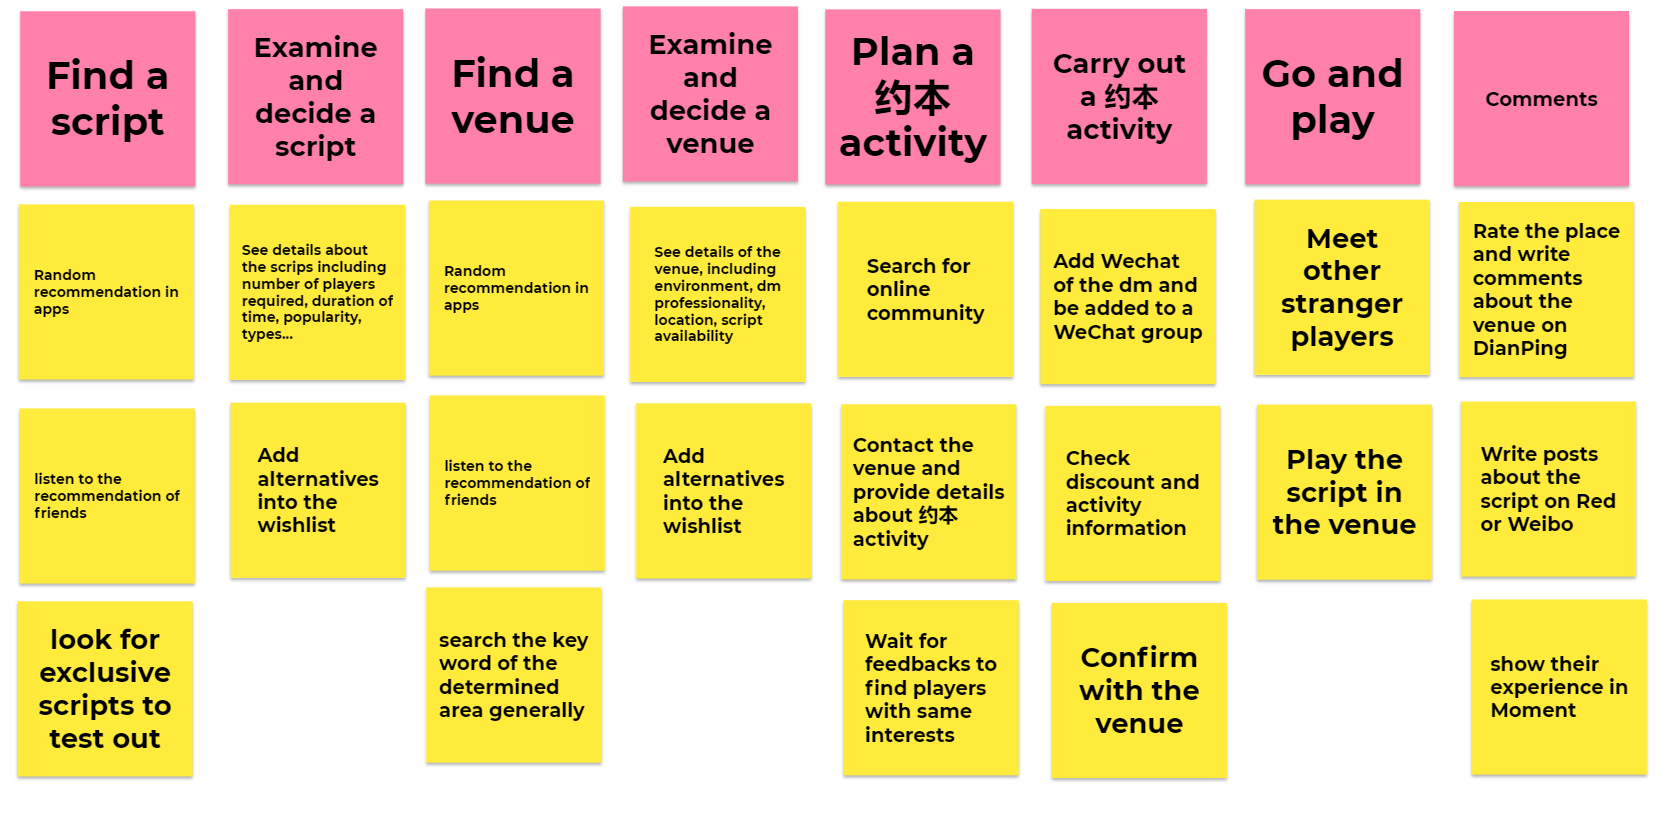 Find a
script
Examine
and
decide a
script
Find a
venue
Examine
and
decide a
venue
Plan a
约本
activity
Carry out
a 约本
activity
Go and
play
Comments
Random
recommendation in
apps
See details about
the scrips including
number of players
required, duration of
time, popularity,
types...
Random
recommendation in
apps
See details of the
venue, including
environment, dm
professionality,
location, script
availability
Search for
online
community
Add Wechat
of the dm and
be added to a
WeChat group
Meet
other
stranger
players
Rate the place
and write
comments
about the
venue on
DianPing
listen to the
recommendation of
friends
Add
alternatives
into the
wishlist
listen to the
recommendation of
friends
Add
alternatives
into the
wishlist
Contact the
venue and
provide details
about 约本
activity
Check
discount and
activity
information
Play the
script in
the venue
Write posts
about the
script on Red
or Weibo
look for
exclusive
scripts to
test out
search the key
word of the
determined
area generally
Wait for
feedbacks to
find players
with same
interests
Confirm
with the
venue
show their
experience in
Moment